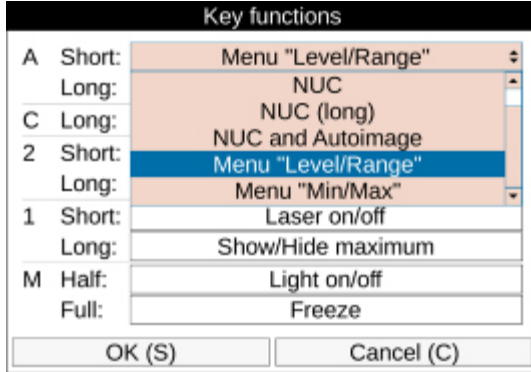 Key functions
A Short: Menu "Level/Range"
Long: NUC
NUC (long)
C Long:
NUC and Autoimage
2 Short:
Menu "Level/Range"
Long: Menu "Min/Max"
1 Short: Laser on/off
Long: Show/Hide maximum
M Half: Light on/off
Full: Freeze
OK (S) Cancel (C)